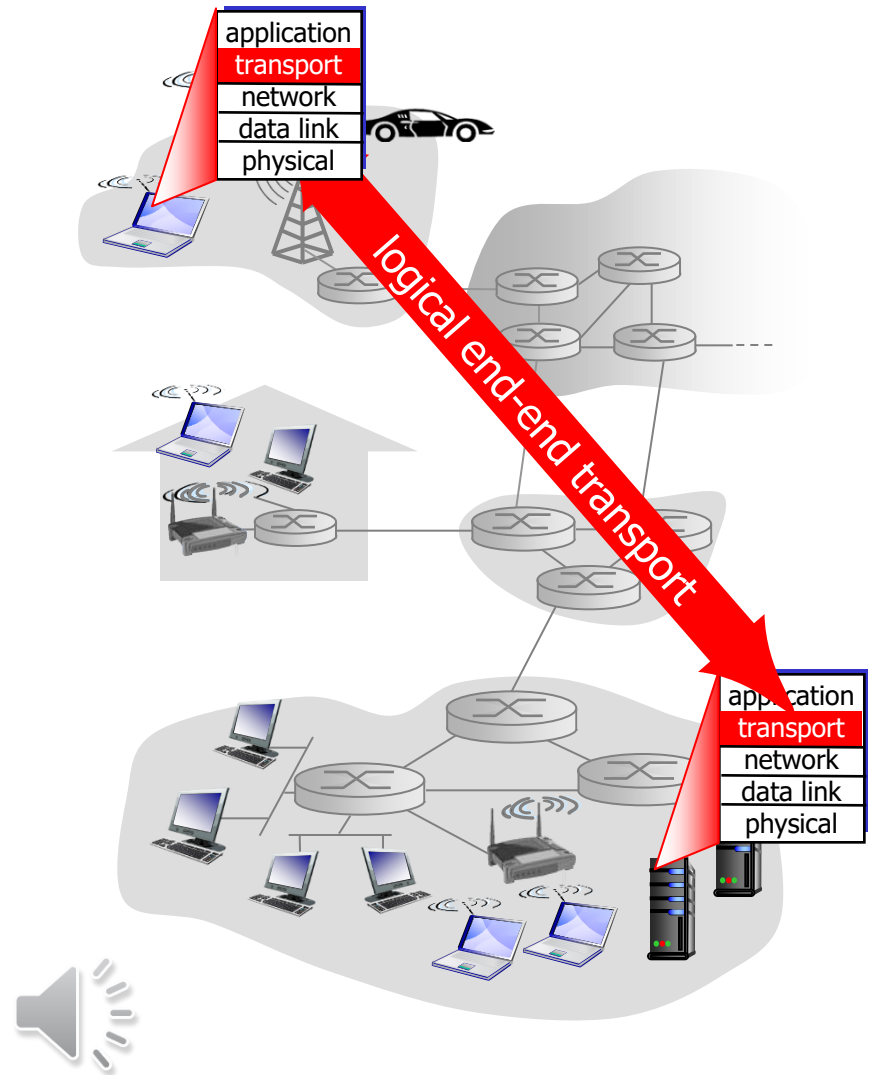 application
transport
network
data link
physical
logical end-end transport
application
transport
network
data link
physical